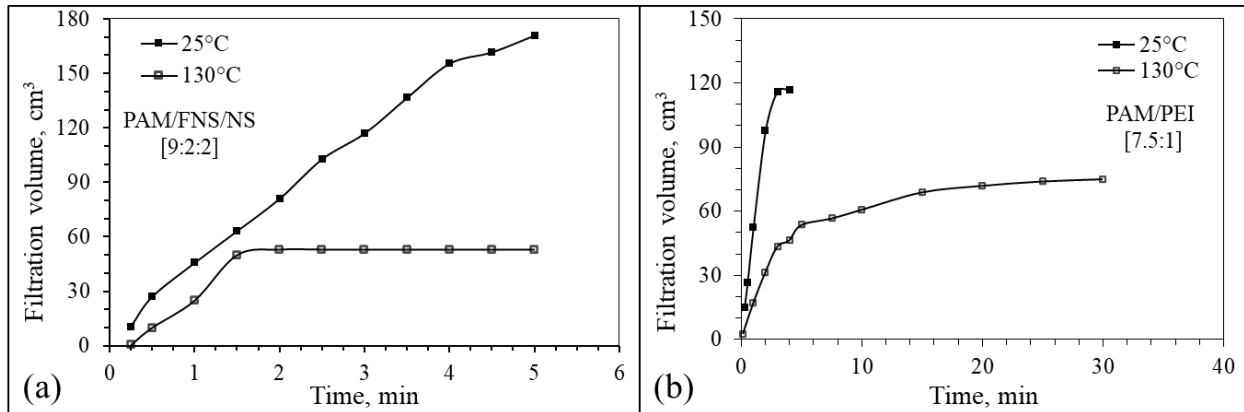 180
150
120
90
60
30
0
Filtration volume, cm³
25°C
130°C
PAM/FNS/NS
[9:2:2]
0 1 2 3 4 5 6
Time, min
(a)
150
120
90
60
30
0
Filtration volume, cm³
25°C
130°C
PAM/PEI
[7.5:1]
0 10 20 30 40
Time, min
(b)